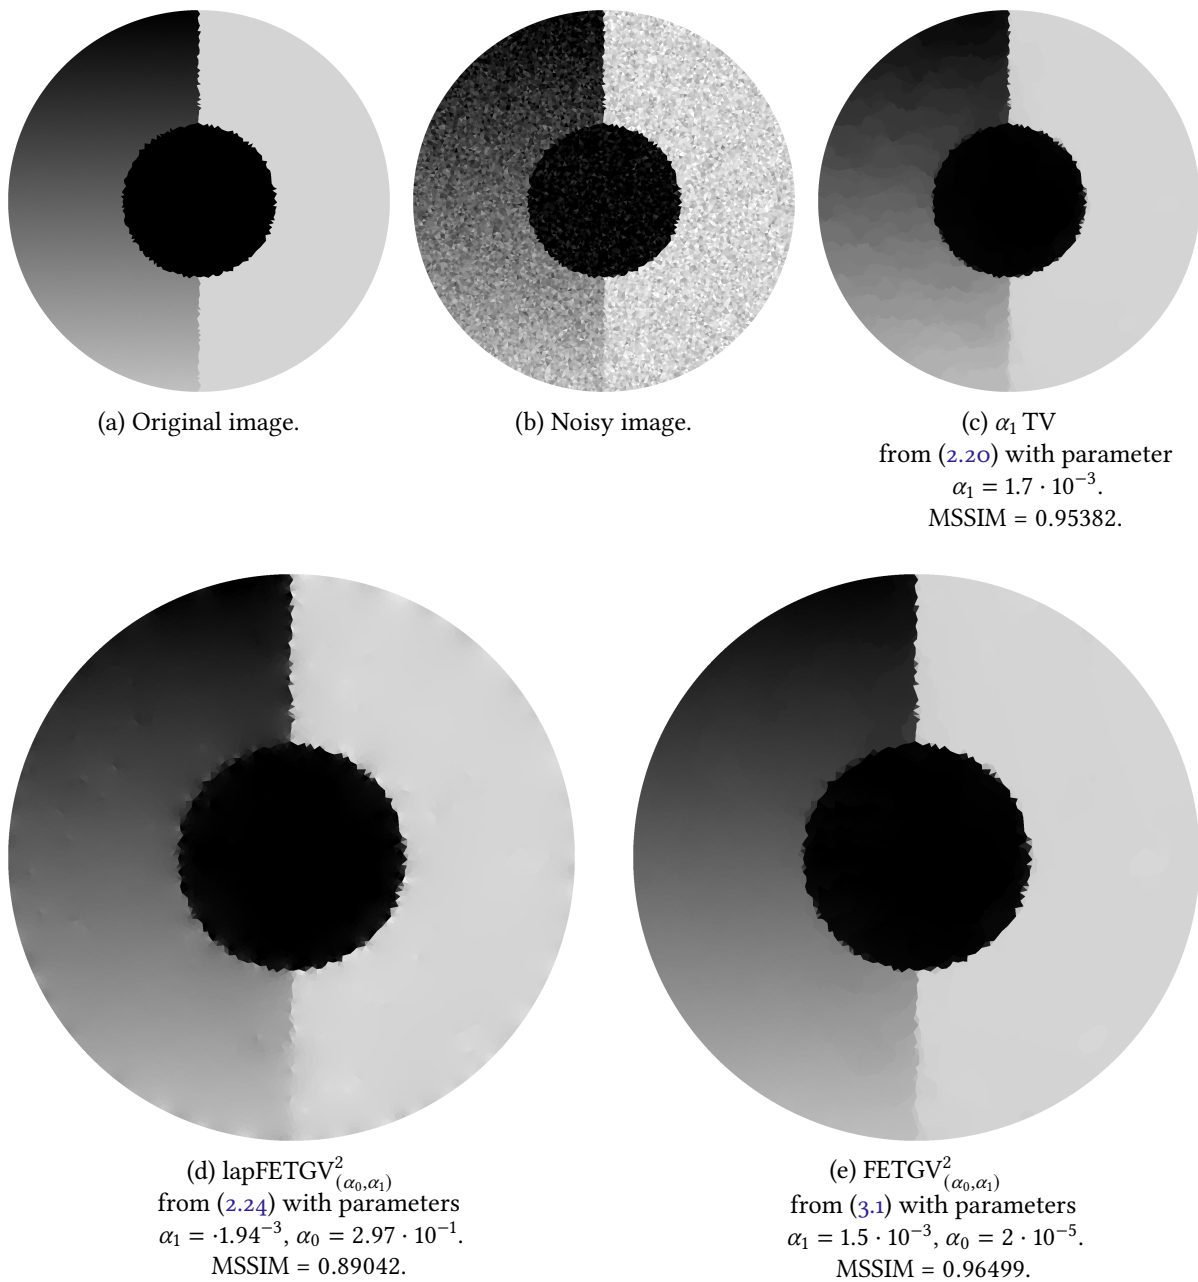 (a) Original image.
(b) Noisy image.
(c) α₁ TV
from (2.20) with parameter
α₁ = 1.7 · 10⁻³.
MSSIM = 0.95382.
(d) lapFETGV²₍α₀,α₁₎
from (2.24) with parameters
α₁ = ·1.94⁻³, α₀ = 2.97 · 10⁻¹.
MSSIM = 0.89042.
(e) FETGV²₍α₀,α₁₎
from (3.1) with parameters
α₁ = 1.5 · 10⁻³, α₀ = 2 · 10⁻⁵.
MSSIM = 0.96499.